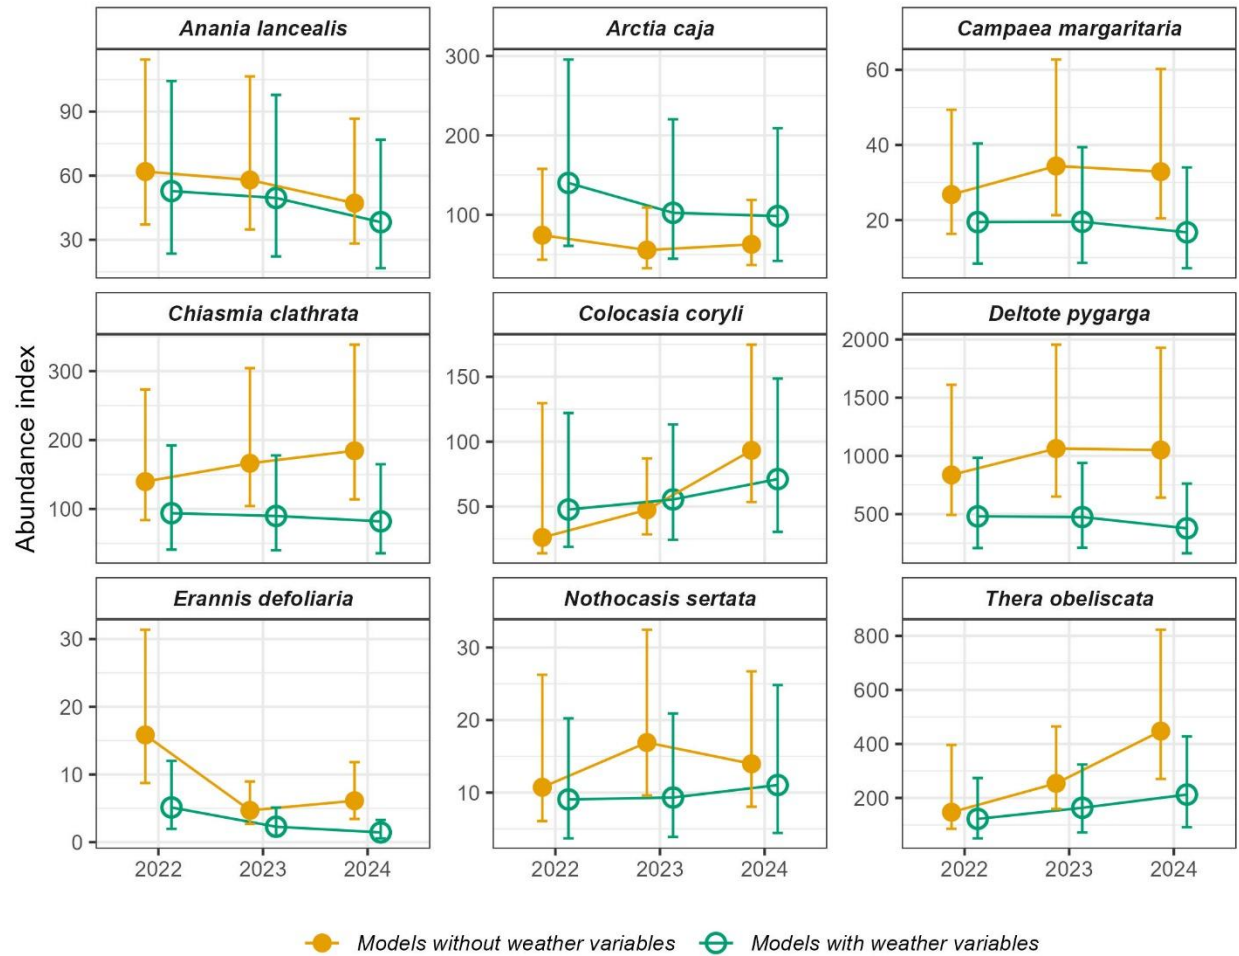 Anania lancealis
Arctia caja
Campaea margaritaria
90
60
30
300
200
100
60
40
20
Chiasmia clathrata
Colocasia coryli
Deltote pygarga
300
200
100
150
100
50
2000
1500
1000
500
Erannis defoliaria
Nothocasis sertata
Thera obeliscata
30
20
10
0
30
20
10
800
600
400
200
2022 2023 2024
2022 2023 2024
2022 2023 2024
Abundance index
Models without weather variables
Models with weather variables